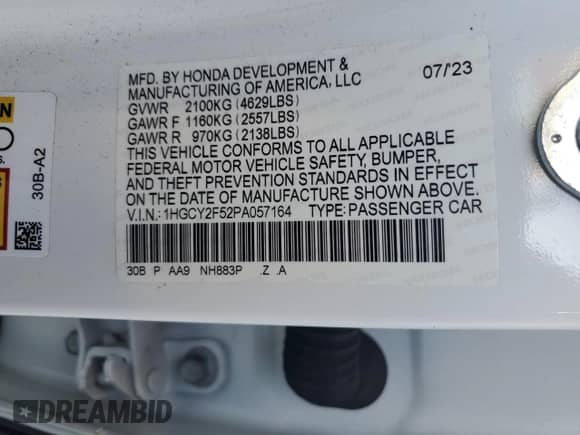 MFD. BY HONDA DEVELOPMENT & MANUFACTURING OF AMERICA, LLC 07/'23
GVWR 2100KG (4629LBS)
GAWR F 1160KG (2557LBS)
GAWR R 970KG (2138LBS)
THIS VEHICLE CONFORMS TO ALL APPLICABLE
FEDERAL MOTOR VEHICLE SAFETY, BUMPER,
AND THEFT PREVENTION STANDARDS IN EFFECT
ON THE DATE OF MANUFACTURE SHOWN ABOVE.
V.I.N.: 1HGCY2F52PA057164 TYPE: PASSENGER CAR
30B P AA9 NH883P .Z .A
30B-A2
DREAMBID